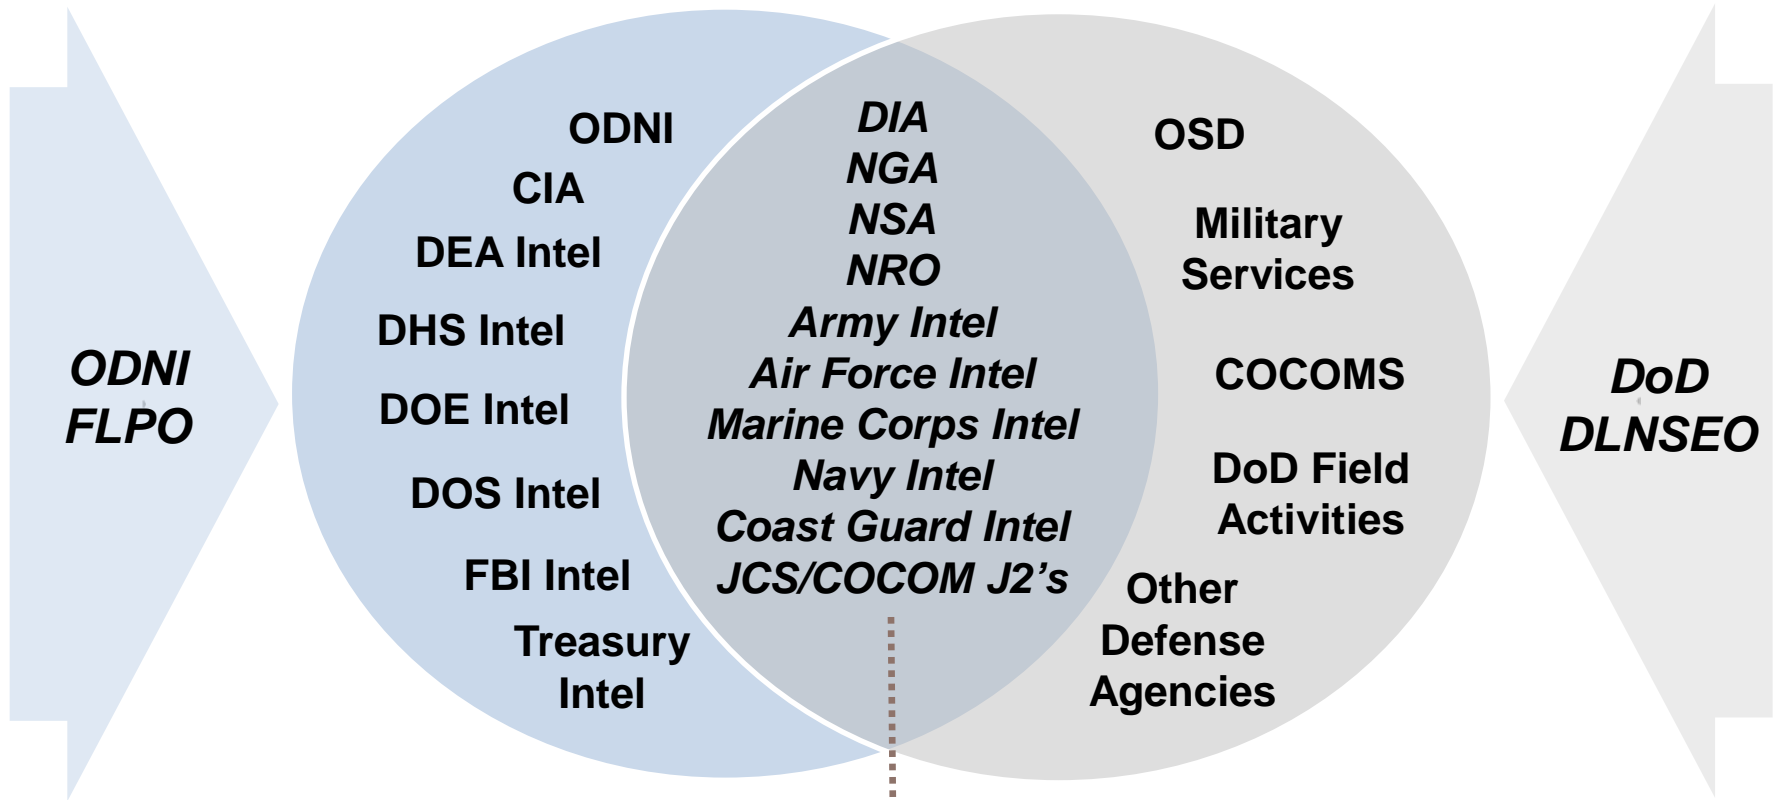 ODNI
FLPO
ODNI
CIA
DEA Intel
DHS Intel
DOE Intel
DOS Intel
FBI Intel
Treasury
Intel
DIA
NGA
NSA
NRO
Army Intel
Air Force Intel
Marine Corps Intel
Navy Intel
Coast Guard Intel
JCS/COCOM J2’s
OSD
Military
Services
COCOMS
DoD Field
Activities
Other
Defense
Agencies
DoD
DLNSEO